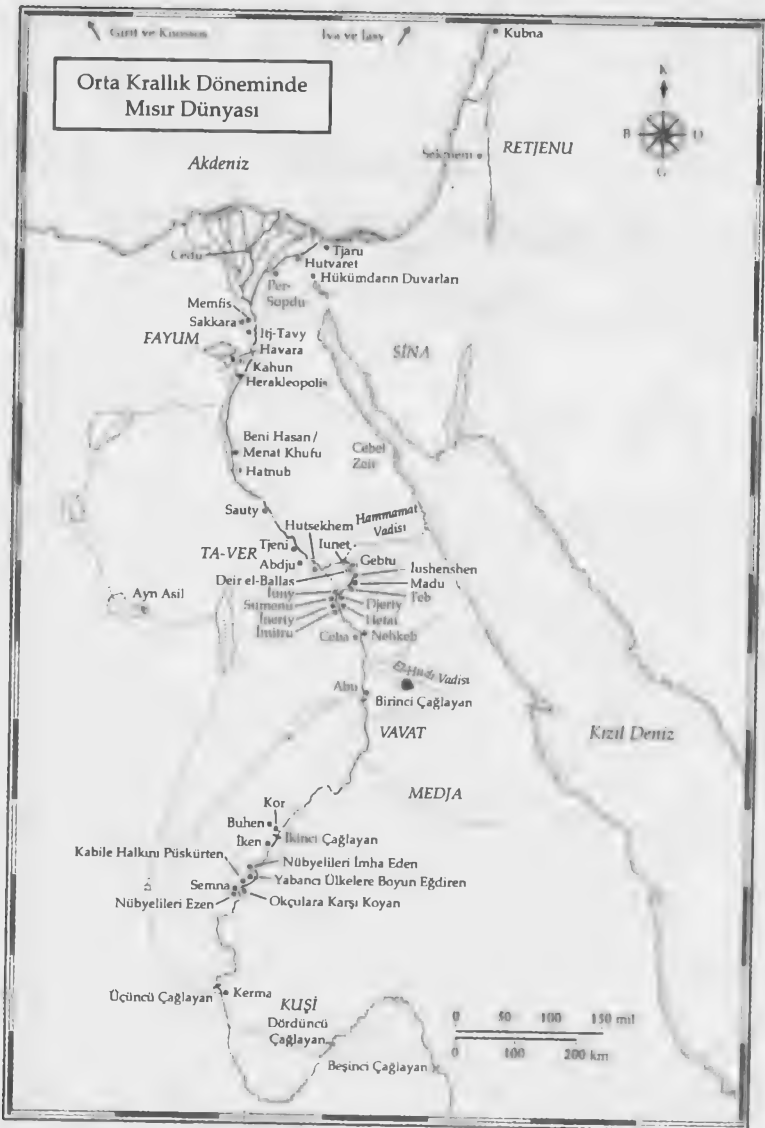 Girit ve Knossos
İva ve İasy
Kubna
Orta Krallık Döneminde
Mısır Dünyası
K
B
D
G
Akdeniz
Sekmem
RETJENU
Cedu
Tjaru
Hutvaret
Hükümdarın Duvarları
Per-
Sopdu
Memfis
Sakkara
Itj-Tavy
FAYUM
Havara
Kahun
Herakleopolis
SİNA
Beni Hasan/
Menat Khufu
Hatnub
Cebel
Zeit
Sauty
Hutsekhem
Hammamat
Vadisi
Tjeni
Iunet
TA-VER
Abdju
Gebtu
Deir el-Ballas
Iushenshen
Madu
Ayn Asil
Iuny
Teb
Sumenu
Djerty
Inerty
Hefat
Imitru
Ceba
Nehkeb
El-Hudi Vadisi
Abu
Birinci Çağlayan
VAVAT
Kızıl Deniz
MEDJA
Kor
Buhen
İkinci Çağlayan
İken
Kabile Halkını Püskürten
Nübyelileri İmha Eden
Yabancı Ülkelere Boyun Eğdiren
Semna
Nübyelileri Ezen
Okçulara Karşı Koyan
Üçüncü Çağlayan
Kerma
KUŞİ
Dördüncü
Çağlayan
Beşinci Çağlayan
0 50 100 150 mil
0 100 200 km